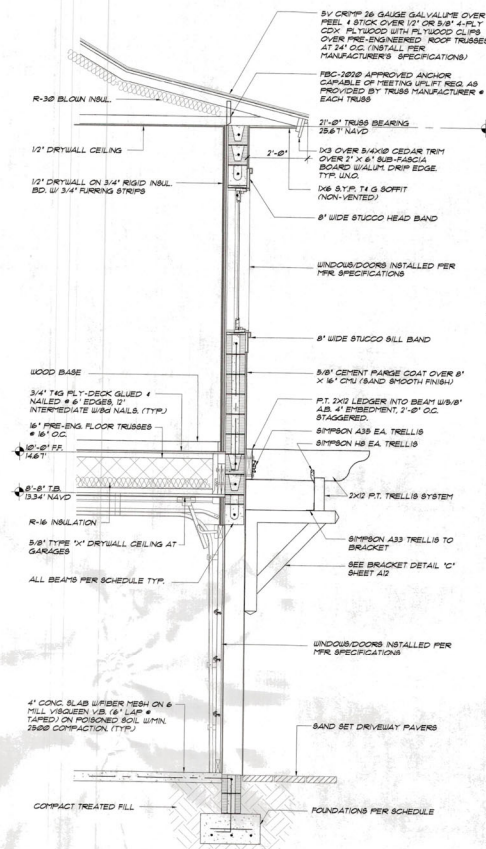 5V CRIMP 26 GAUGE GALVALUME OVER
PEEL & STICK OVER 1/2" OR 5/8" 4-PLY
CDX PLYWOOD WITH PLYWOOD CLIPS
OVER PRE-ENGINEERED ROOF TRUSSES
AT 24" O.C. (INSTALL PER
MANUFACTURER'S SPECIFICATIONS)
FBC-2020 APPROVED ANCHOR
CAPABLE OF MEETING UPLIFT REQ. AS
PROVIDED BY TRUSS MANUFACTURER @
EACH TRUSS
R-30 BLOWN INSUL.
21'-0" TRUSS BEARING
25.67' NAVD
1/2" DRYWALL CEILING
2'-0"
1X3 OVER 5/4X10 CEDAR TRIM
OVER 2" X 6" SUB-FASCIA
BOARD W/ALUM. DRIP EDGE.
TYP. U.N.O.
1/2" DRYWALL ON 3/4" RIGID INSUL.
BD. W/ 3/4" FURRING STRIPS
1X6 S.Y.P. T&G SOFFIT
(NON-VENTED)
8" WIDE STUCCO HEAD BAND
WINDOWS/DOORS INSTALLED PER
MFR. SPECIFICATIONS
8" WIDE STUCCO SILL BAND
WOOD BASE
5/8" CEMENT PARGE COAT OVER 8"
X 16" CMU (SAND SMOOTH FINISH)
3/4" T&G PLY-DECK GLUED &
NAILED @ 6" EDGES, 12"
INTERMEDIATE W/8d NAILS. (TYP.)
P.T. 2X12 LEDGER INTO BEAM W/5/8"
A.B. 4" EMBEDMENT, 2'-0" O.C.
STAGGERED.
16" PRE-ENG. FLOOR TRUSSES
@ 16" O.C.
SIMPSON A35 EA. TRELLIS
SIMPSON H8 EA. TRELLIS
10'-0" F.F.
14.67'
8'-8" T.B.
13.34' NAVD
2X12 P.T. TRELLIS SYSTEM
R-16 INSULATION
5/8" TYPE "X" DRYWALL CEILING AT
GARAGES
SIMPSON A33 TRELLIS TO
BRACKET
ALL BEAMS PER SCHEDULE TYP.
SEE BRACKET DETAIL "C"
SHEET A12
WINDOWS/DOORS INSTALLED PER
MFR. SPECIFICATIONS
4" CONC. SLAB W/FIBER MESH ON 6
MILL VISQUEEN V.B. (6" LAP @
TAPED) ON POISONED SOIL W/MIN.
2500 COMPACTION. (TYP.)
SAND SET DRIVEWAY PAVERS
COMPACT TREATED FILL
FOUNDATIONS PER SCHEDULE